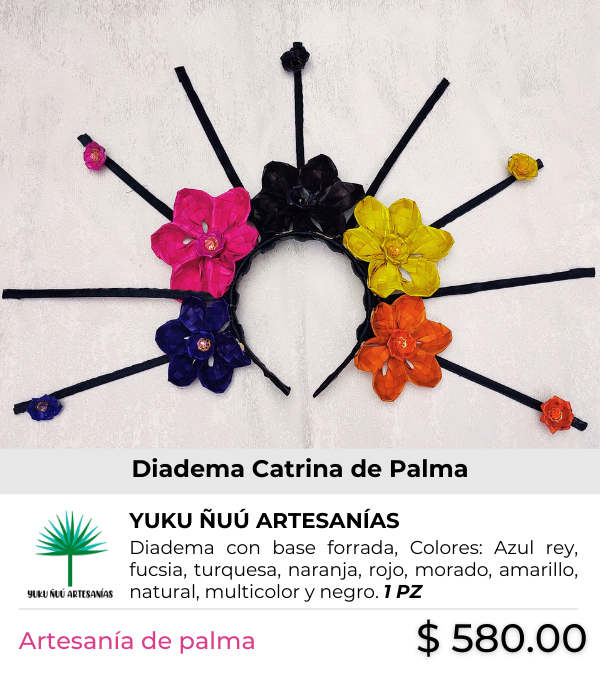 Diadema Catrina de Palma
YUKU ÑUÚ ARTESANÍAS
Diadema con base forrada, Colores: Azul rey,
fucsia, turquesa, naranja, rojo, morado, amarillo,
natural, multicolor y negro. 1 PZ
YUKU ÑUÚ ARTESANÍAS
Artesanía de palma
$ 580.00